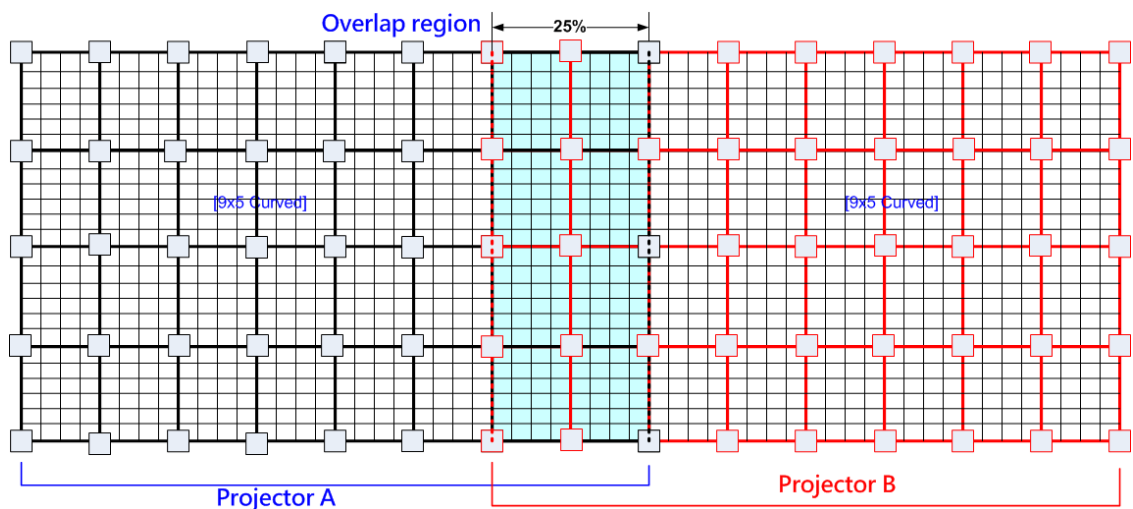 Overlap region
25%
[9x5 Curved]
[9x5 Curved]
Projector A
Projector B